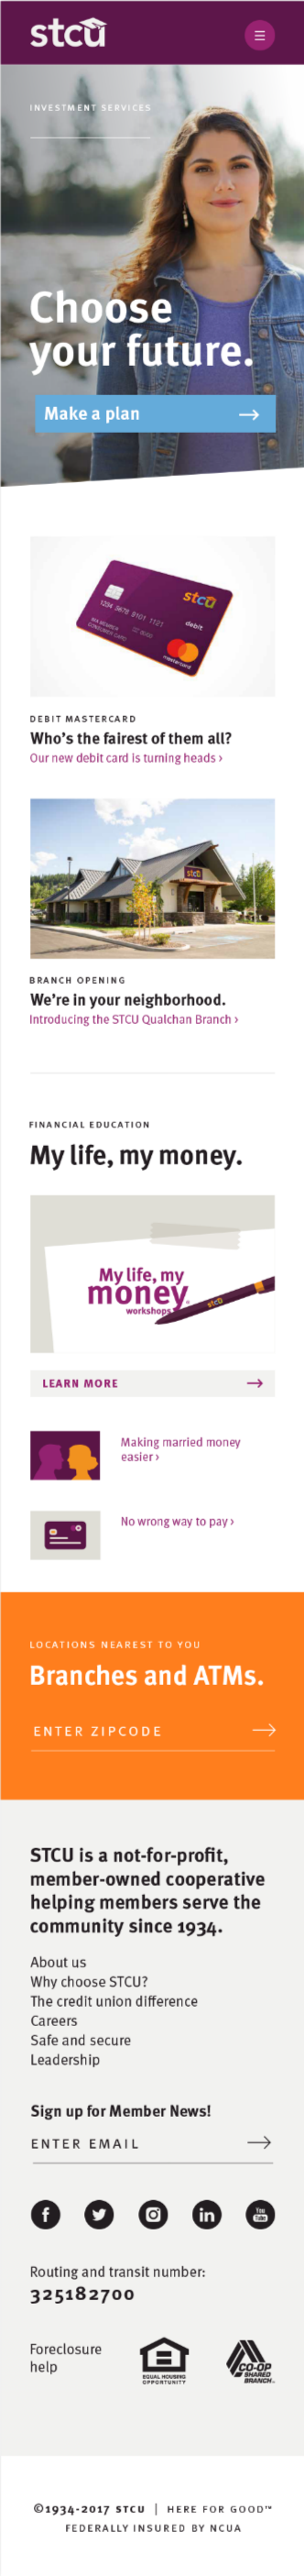 stcu
INVESTMENT SERVICES
Choose
your future.
Make a plan
stcu
1234 5678 9101 1121
debit
mastercard
DEBIT MASTERCARD
Who's the fairest of them all?
Our new debit card is turning heads ›
stcu
BRANCH OPENING
We're in your neighborhood.
Introducing the STCU Qualchan Branch ›
FINANCIAL EDUCATION
My life, my money.
My life, my
money
workshops
stcu
LEARN MORE
Making married money
easier ›
No wrong way to pay ›
LOCATIONS NEAREST TO YOU
Branches and ATMs.
ENTER ZIPCODE
STCU is a not-for-profit,
member-owned cooperative
helping members serve the
community since 1934.
About us
Why choose STCU?
The credit union difference
Careers
Safe and secure
Leadership
Sign up for Member News!
ENTER EMAIL
f
in
You
Tube
Routing and transit number:
325182700
Foreclosure
help
EQUAL HOUSING
OPPORTUNITY
CO-OP
SHARED
BRANCH
©1934-2017 STCU | HERE FOR GOOD™
FEDERALLY INSURED BY NCUA